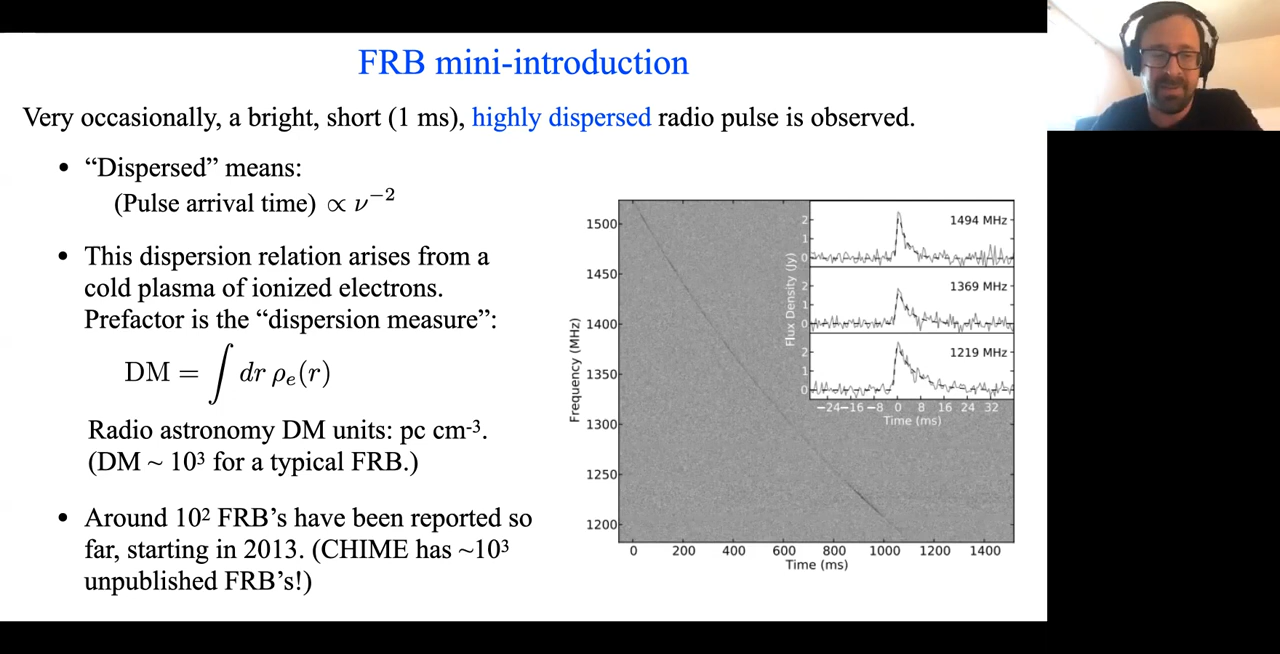 FRB mini-introduction
Very occasionally, a bright, short (1 ms), highly dispersed radio pulse is observed.
• “Dispersed” means:
(Pulse arrival time) ∝ ν⁻²
• This dispersion relation arises from a
cold plasma of ionized electrons.
Prefactor is the “dispersion measure”:
DM = ∫ dr ρₑ(r)
Radio astronomy DM units: pc cm⁻³.
(DM ~ 10³ for a typical FRB.)
• Around 10² FRB’s have been reported so
far, starting in 2013. (CHIME has ~10³
unpublished FRB’s!)
Frequency (MHz)
1500
1450
1400
1350
1300
1250
1200
0 200 400 600 800 1000 1200 1400
Time (ms)
Flux Density (Jy)
2
1
0
1494 MHz
2
1
0
1369 MHz
2
1
0
1219 MHz
−24 −16 −8 0 8 16 24 32
Time (ms)